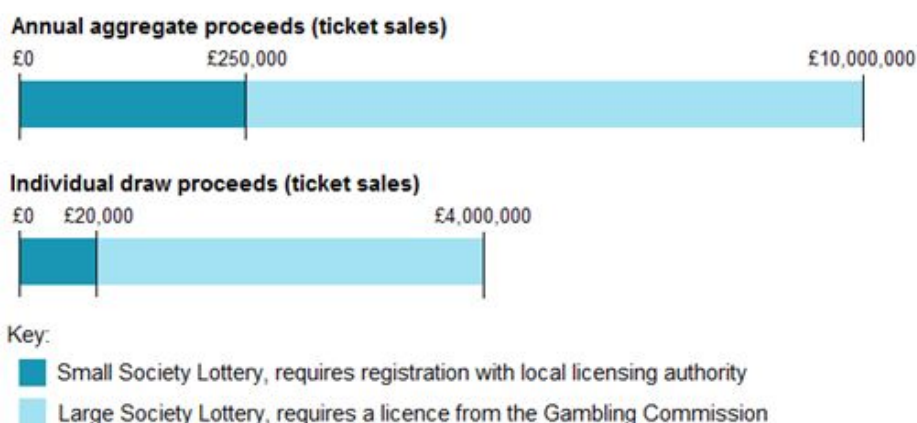 Annual aggregate proceeds (ticket sales)
£0 £250,000 £10,000,000
Individual draw proceeds (ticket sales)
£0 £20,000 £4,000,000
Key:
Small Society Lottery, requires registration with local licensing authority
Large Society Lottery, requires a licence from the Gambling Commission